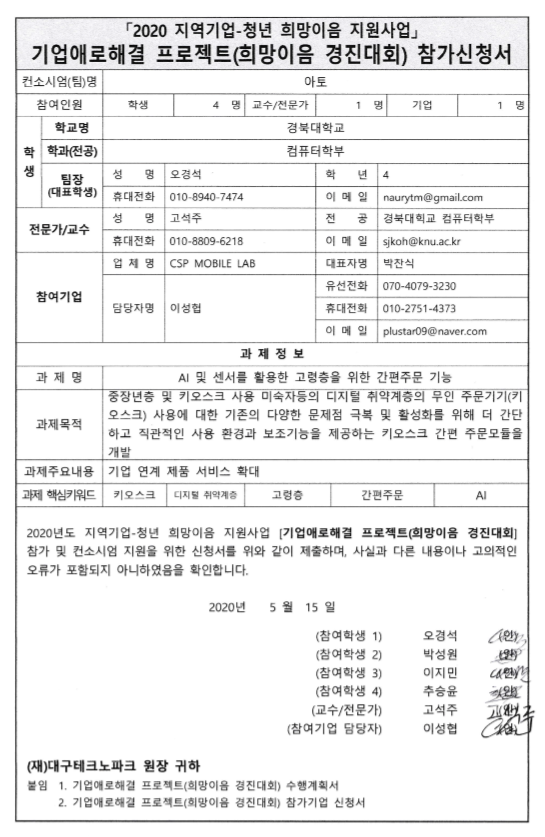 「2020 지역기업-청년 희망이음 지원사업」
기업애로해결 프로젝트(희망이음 경진대회) 참가신청서
컨소시엄(팀)명 아토
참여인원 학생 4 명 교수/전문가 1 명 기업 1 명
학생 학교명 경북대학교
학과(전공) 컴퓨터학부
팀장 (대표학생) 성 명 오경석 학 년 4
휴대전화 010-8940-7474 이 메 일 naurytm@gmail.com
전문가/교수 성 명 고석주 전 공 경북대학교 컴퓨터학부
휴대전화 010-8809-6218 이 메 일 sjkoh@knu.ac.kr
참여기업 업 체 명 CSP MOBILE LAB 대표자명 박찬식
담당자명 이성협 유선전화 070-4079-3230
휴대전화 010-2751-4373
이 메 일 plustar09@naver.com
과 제 정 보
과 제 명 AI 및 센서를 활용한 고령층을 위한 간편주문 기능
과제목적 중장년층 및 키오스크 사용 미숙자등의 디지털 취약계층의 무인 주문기기(키
오스크) 사용에 대한 기존의 다양한 문제점 극복 및 활성화를 위해 더 간단
하고 직관적인 사용 환경과 보조기능을 제공하는 키오스크 간편 주문모듈을
개발
과제주요내용 기업 연계 제품 서비스 확대
과제 핵심키워드 키오스크 디지털 취약계층 고령층 간편주문 AI
2020년도 지역기업-청년 희망이음 지원사업 [기업애로해결 프로젝트(희망이음 경진대회]
참가 및 컨소시엄 지원을 위한 신청서를 위와 같이 제출하며, 사실과 다른 내용이나 고의적인
오류가 포함되지 아니하였음을 확인합니다.
2020년 5 월 15 일
(참여학생 1) 오경석 (인)
(참여학생 2) 박성원 (인)
(참여학생 3) 이지민 (인)
(참여학생 4) 추승윤 (인)
(교수/전문가) 고석주
(참여기업 담당자) 이성협
(재)대구테크노파크 원장 귀하
붙임 1. 기업애로해결 프로젝트(희망이음 경진대회) 수행계획서
2. 기업애로해결 프로젝트(희망이음 경진대회) 참가기업 신청서